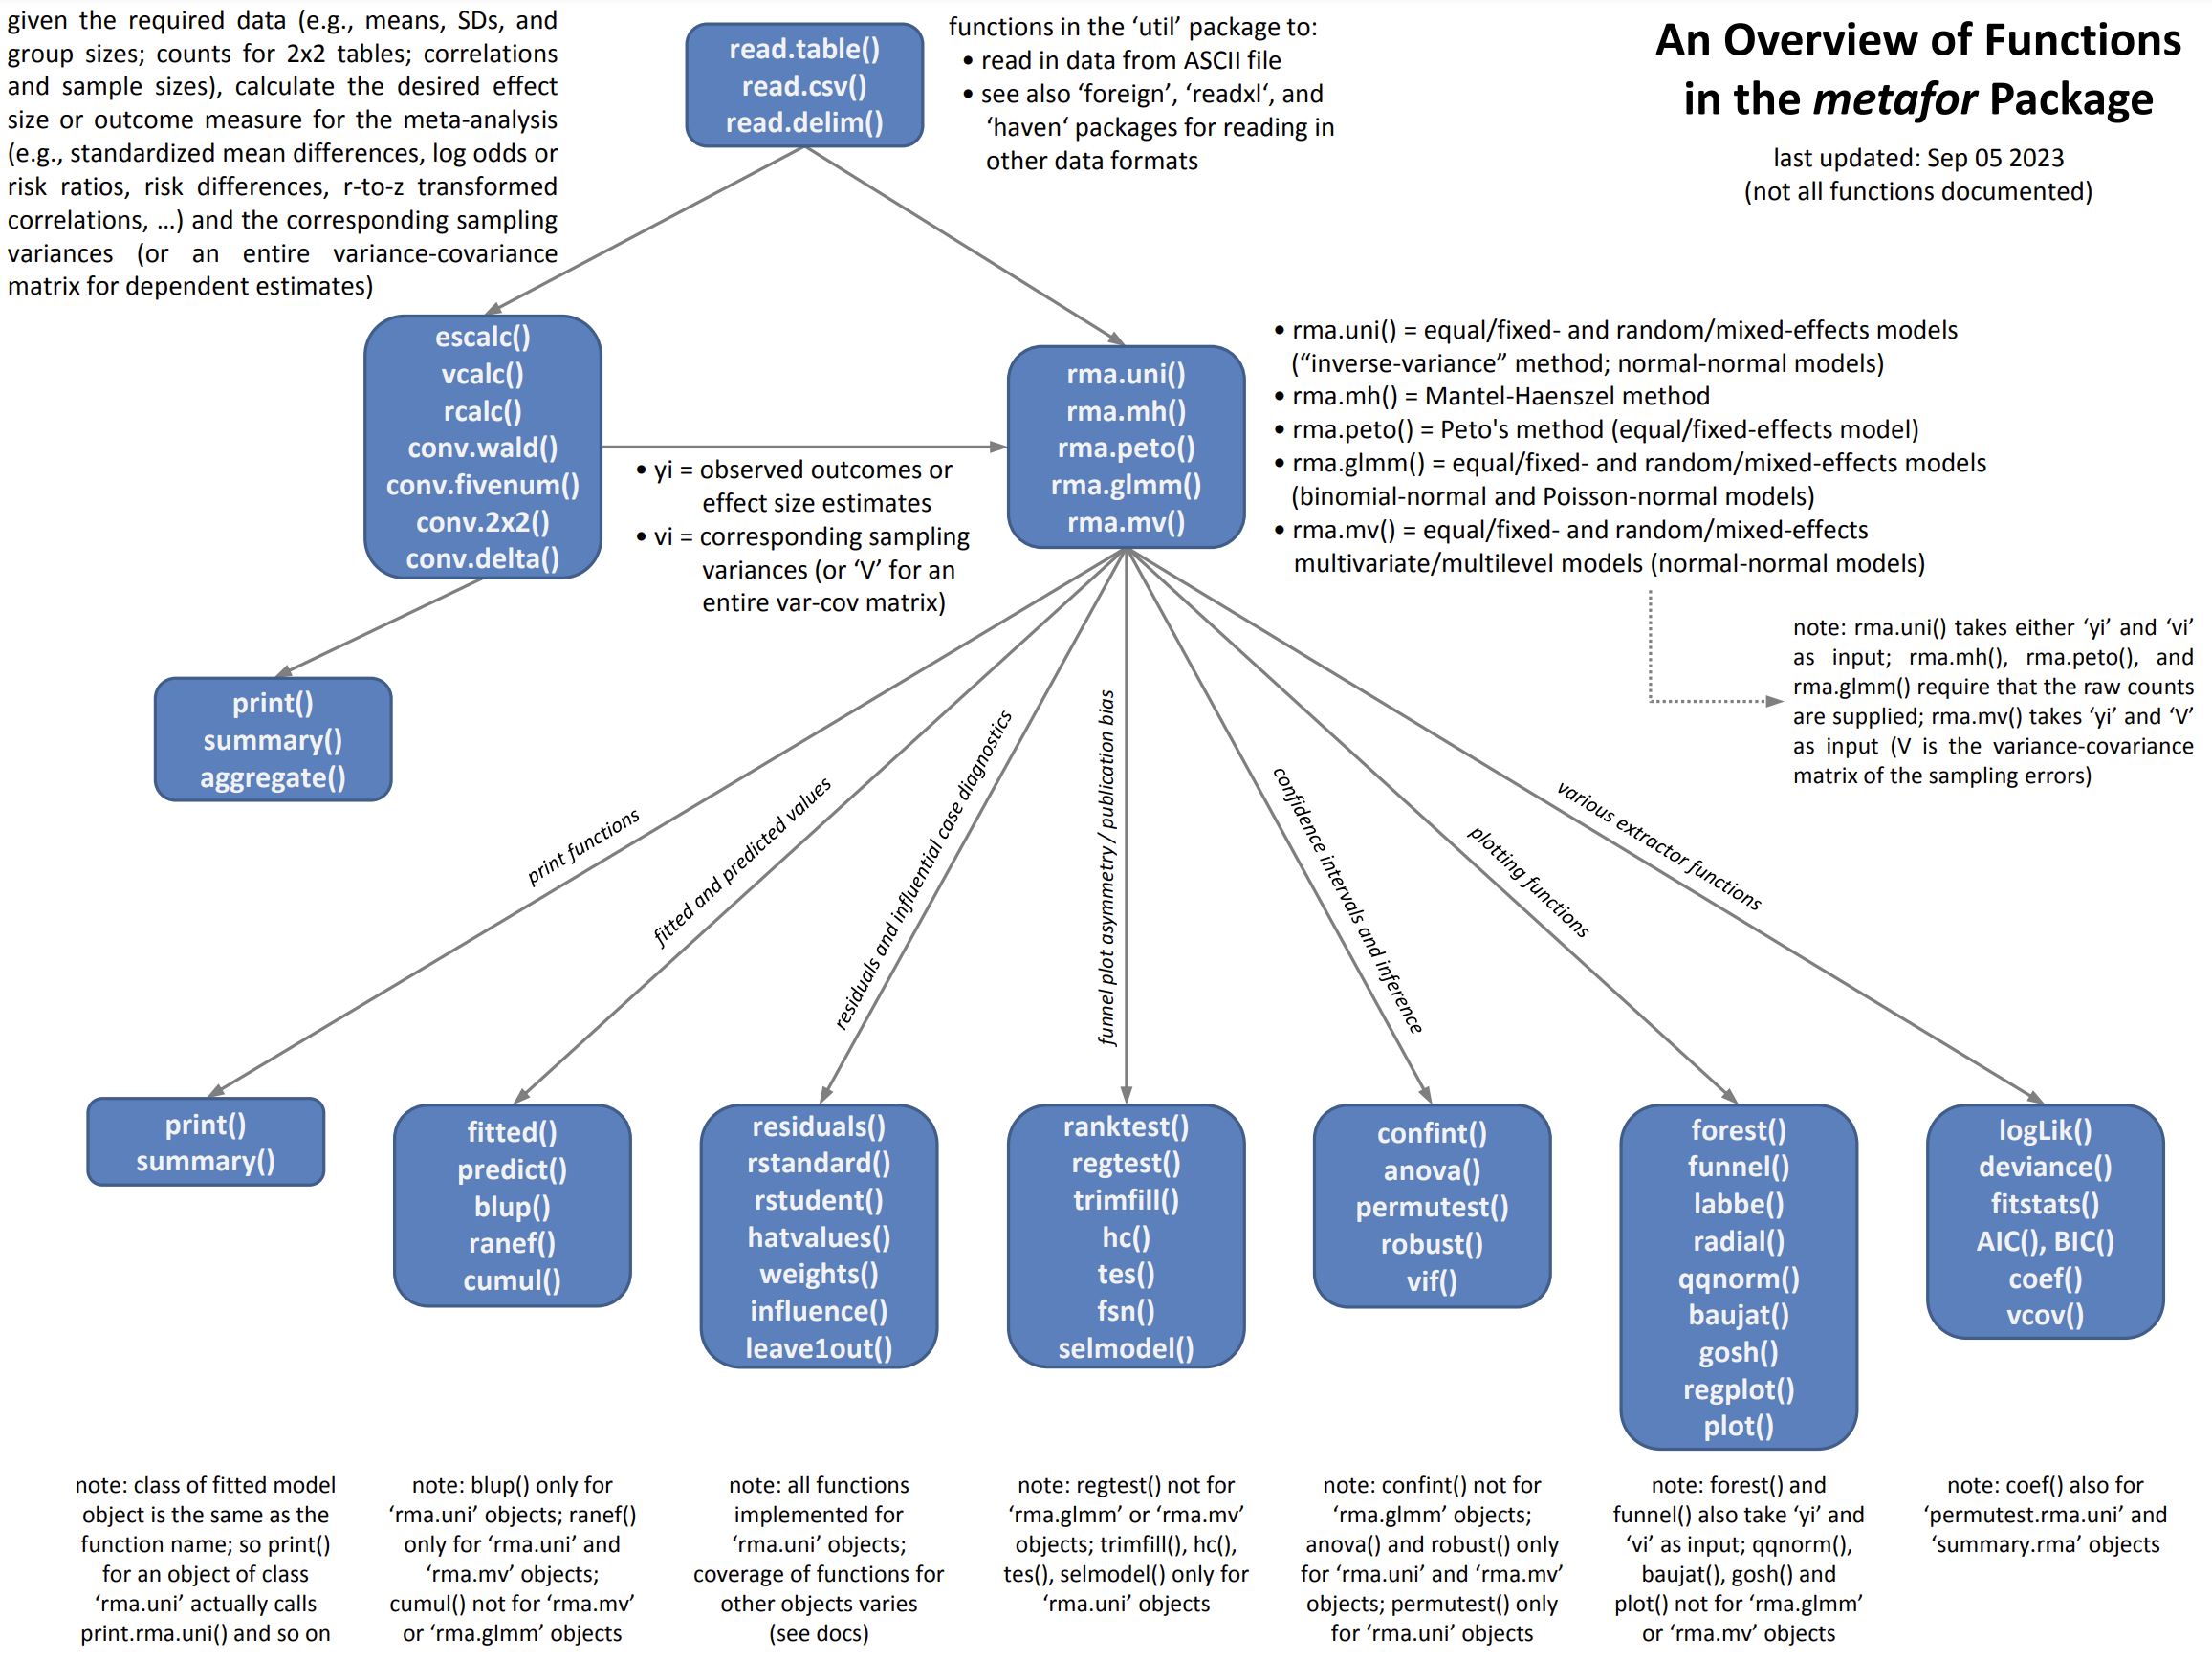 given the required data (e.g., means, SDs, and
group sizes; counts for 2x2 tables; correlations
and sample sizes), calculate the desired effect
size or outcome measure for the meta-analysis
(e.g., standardized mean differences, log odds or
risk ratios, risk differences, r-to-z transformed
correlations, …) and the corresponding sampling
variances (or an entire variance-covariance
matrix for dependent estimates)
read.table()
read.csv()
read.delim()
functions in the ‘util’ package to:
• read in data from ASCII file
• see also ‘foreign’, ‘readxl‘, and
‘haven‘ packages for reading in
other data formats
An Overview of Functions
in the metafor Package
last updated: Sep 05 2023
(not all functions documented)
escalc()
vcalc()
rcalc()
conv.wald()
conv.fivenum()
conv.2x2()
conv.delta()
• yi = observed outcomes or
effect size estimates
• vi = corresponding sampling
variances (or ‘V’ for an
entire var-cov matrix)
rma.uni()
rma.mh()
rma.peto()
rma.glmm()
rma.mv()
• rma.uni() = equal/fixed- and random/mixed-effects models
(“inverse-variance” method; normal-normal models)
• rma.mh() = Mantel-Haenszel method
• rma.peto() = Peto's method (equal/fixed-effects model)
• rma.glmm() = equal/fixed- and random/mixed-effects models
(binomial-normal and Poisson-normal models)
• rma.mv() = equal/fixed- and random/mixed-effects
multivariate/multilevel models (normal-normal models)
note: rma.uni() takes either ‘yi’ and ‘vi’
as input; rma.mh(), rma.peto(), and
rma.glmm() require that the raw counts
are supplied; rma.mv() takes ‘yi’ and ‘V’
as input (V is the variance-covariance
matrix of the sampling errors)
print()
summary()
aggregate()
print functions
fitted and predicted values
residuals and influential case diagnostics
funnel plot asymmetry / publication bias
confidence intervals and inference
plotting functions
various extractor functions
print()
summary()
fitted()
predict()
blup()
ranef()
cumul()
residuals()
rstandard()
rstudent()
hatvalues()
weights()
influence()
leave1out()
ranktest()
regtest()
trimfill()
hc()
tes()
fsn()
selmodel()
confint()
anova()
permutest()
robust()
vif()
forest()
funnel()
labbe()
radial()
qqnorm()
baujat()
gosh()
regplot()
plot()
logLik()
deviance()
fitstats()
AIC(), BIC()
coef()
vcov()
note: class of fitted model
object is the same as the
function name; so print()
for an object of class
‘rma.uni’ actually calls
print.rma.uni() and so on
note: blup() only for
‘rma.uni’ objects; ranef()
only for ‘rma.uni’ and
‘rma.mv’ objects;
cumul() not for ‘rma.mv’
or ‘rma.glmm’ objects
note: all functions
implemented for
‘rma.uni’ objects;
coverage of functions for
other objects varies
(see docs)
note: regtest() not for
‘rma.glmm’ or ‘rma.mv’
objects; trimfill(), hc(),
tes(), selmodel() only for
‘rma.uni’ objects
note: confint() not for
‘rma.glmm’ objects;
anova() and robust() only
for ‘rma.uni’ and ‘rma.mv’
objects; permutest() only
for ‘rma.uni’ objects
note: forest() and
funnel() also take ‘yi’ and
‘vi’ as input; qqnorm(),
baujat(), gosh() and
plot() not for ‘rma.glmm’
or ‘rma.mv’ objects
note: coef() also for
‘permutest.rma.uni’ and
‘summary.rma’ objects